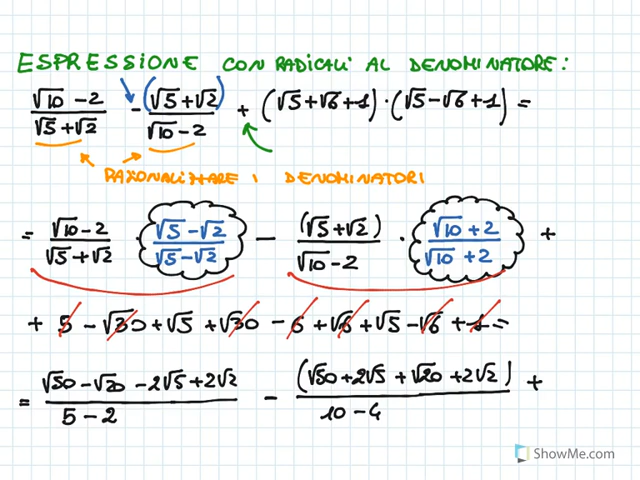 ESPRESSIONE CON RADICALI AL DENOMINATORE:
(√10 - 2)/(√5+√2) - (√5+√2)/(√10 - 2) + (√5+√6+1)·(√5-√6+1) =
RAZIONALIZZARE I DENOMINATORI
= (√10 - 2)/(√5+√2) · (√5 - √2)/(√5 - √2) - (√5+√2)/(√10 - 2) · (√10 + 2)/(√10 + 2) +
+ 5 - √30 + √5 + √30 - 6 + √6 + √5 - √6 + 1 =
= (√50 - √20 - 2√5 + 2√2)/(5 - 2) - (√50 + 2√5 + √20 + 2√2)/(10 - 4) +
ShowMe.com